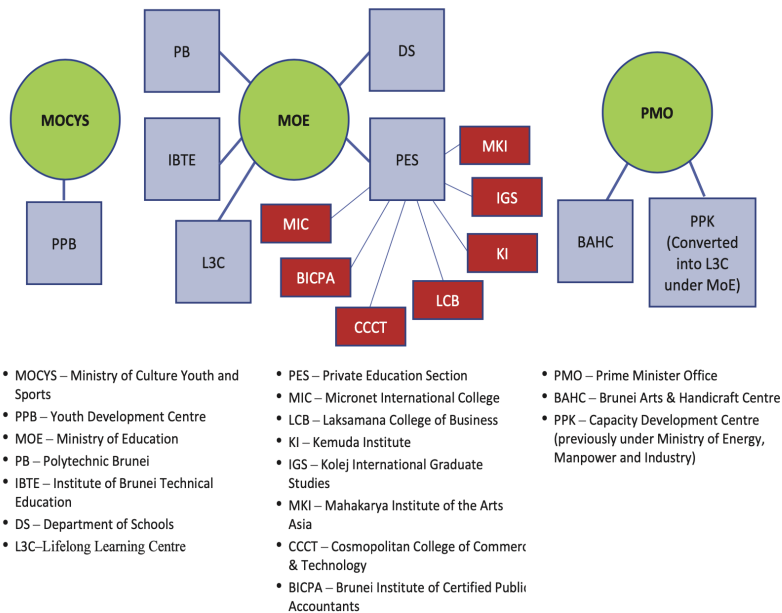 PB
DS
MOCYS
MOE
PMO
IBTE
PES
MKI
IGS
MIC
PPB
L3C
KI
BAHC
PPK
(Converted
into L3C
under MoE)
BICPA
LCB
CCCT
• MOCYS – Ministry of Culture Youth and
Sports
• PPB – Youth Development Centre
• MOE – Ministry of Education
• PB – Polytechnic Brunei
• IBTE – Institute of Brunei Technical
Education
• DS – Department of Schools
• L3C–Lifelong Learning Centre
• PES – Private Education Section
• MIC – Micronet International College
• LCB – Laksamana College of Business
• KI – Kemuda Institute
• IGS – Kolej International Graduate
Studies
• MKI – Mahakarya Institute of the Arts
Asia
• CCCT – Cosmopolitan College of Commerc
& Technology
• BICPA – Brunei Institute of Certified Public
Accountants
• PMO – Prime Minister Office
• BAHC – Brunei Arts & Handicraft Centre
• PPK – Capacity Development Centre
(previously under Ministry of Energy,
Manpower and Industry)